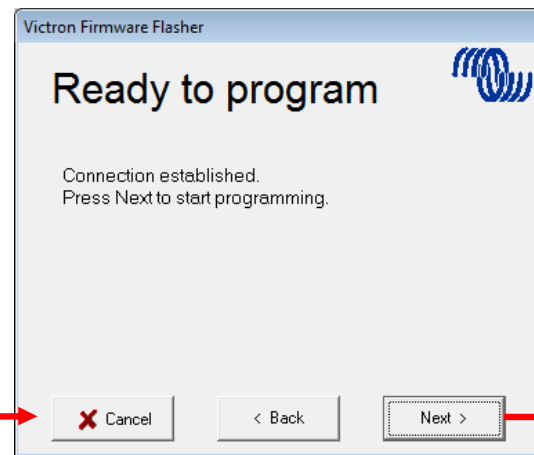 Victron Firmware Flasher
Ready to program
Connection established.
Press Next to start programming.
Cancel
< Back
Next >